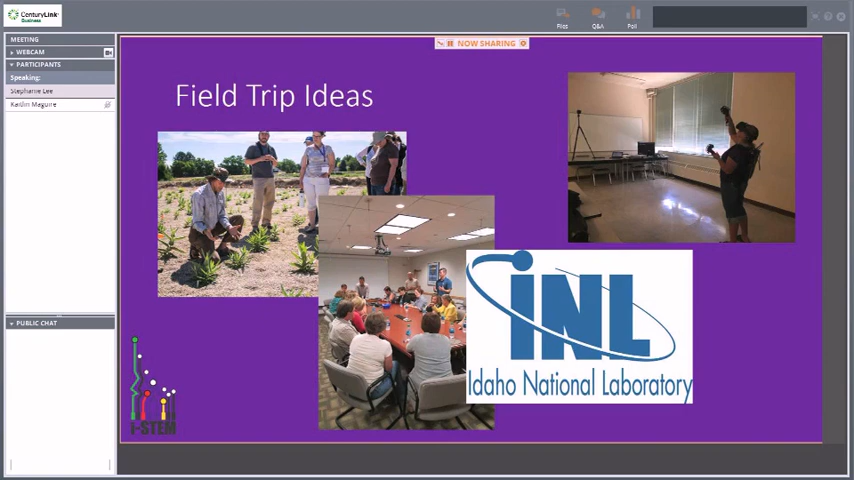 CenturyLink
Business
Files
Q&A
Poll
MEETING
WEBCAM
PARTICIPANTS
Speaking:
Stephanie Lee
Kaitlin Maguire
PUBLIC CHAT
NOW SHARING
Field Trip Ideas
INL
Idaho National Laboratory
i-STEM